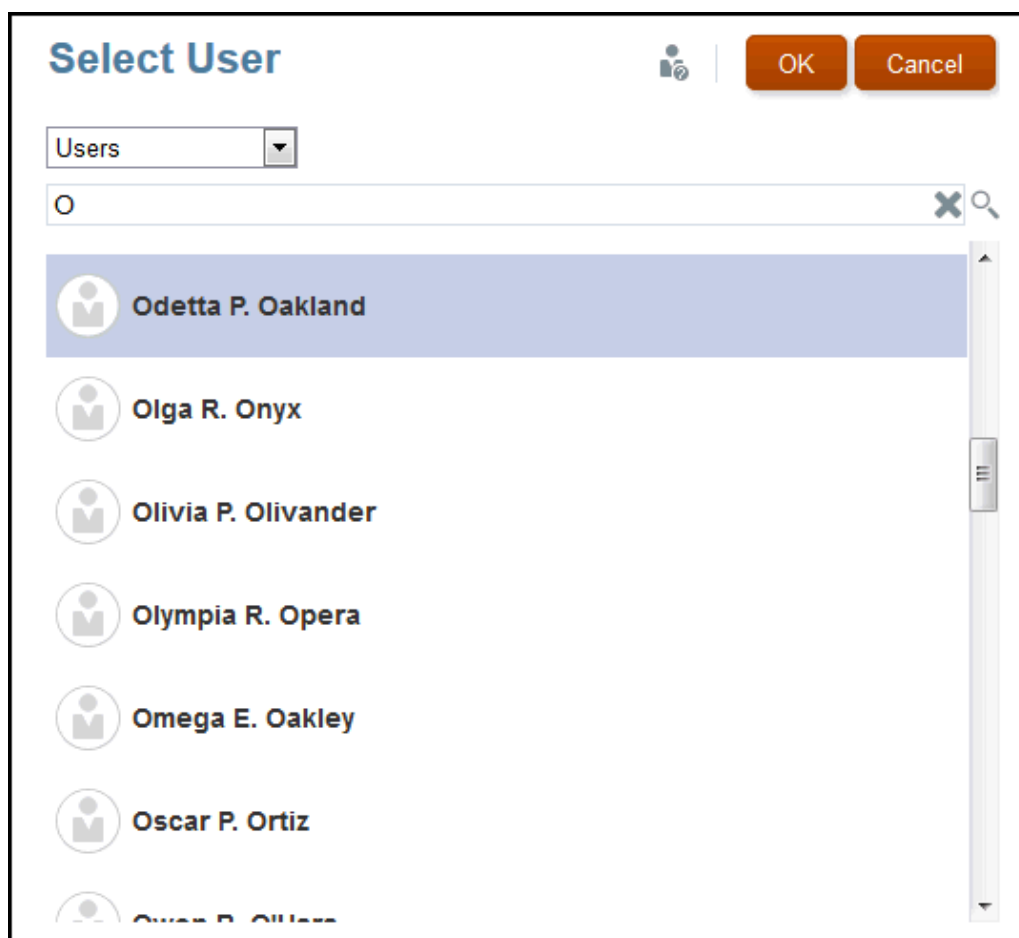 Select User
OK
Cancel
Users
O
Odetta P. Oakland
Olga R. Onyx
Olivia P. Olivander
Olympia R. Opera
Omega E. Oakley
Oscar P. Ortiz